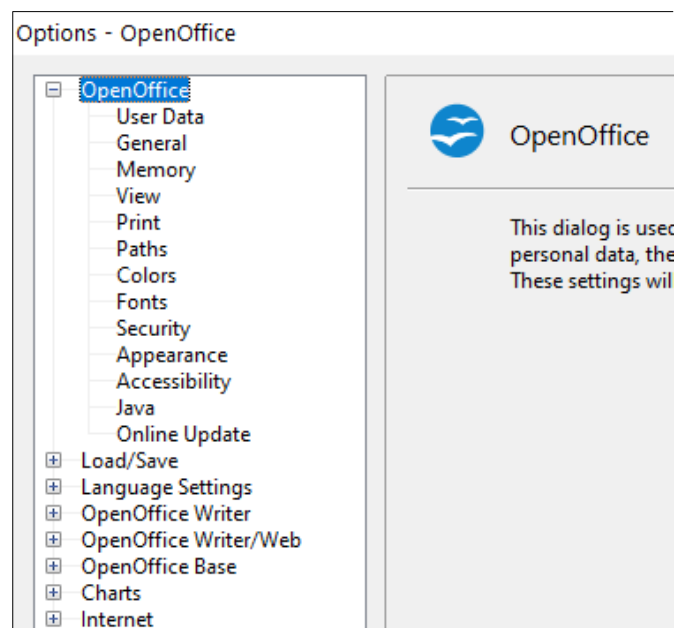 Options - OpenOffice
OpenOffice
User Data
General
Memory
View
Print
Paths
Colors
Fonts
Security
Appearance
Accessibility
Java
Online Update
Load/Save
Language Settings
OpenOffice Writer
OpenOffice Writer/Web
OpenOffice Base
Charts
Internet
OpenOffice
This dialog is used
personal data, the
These settings wil